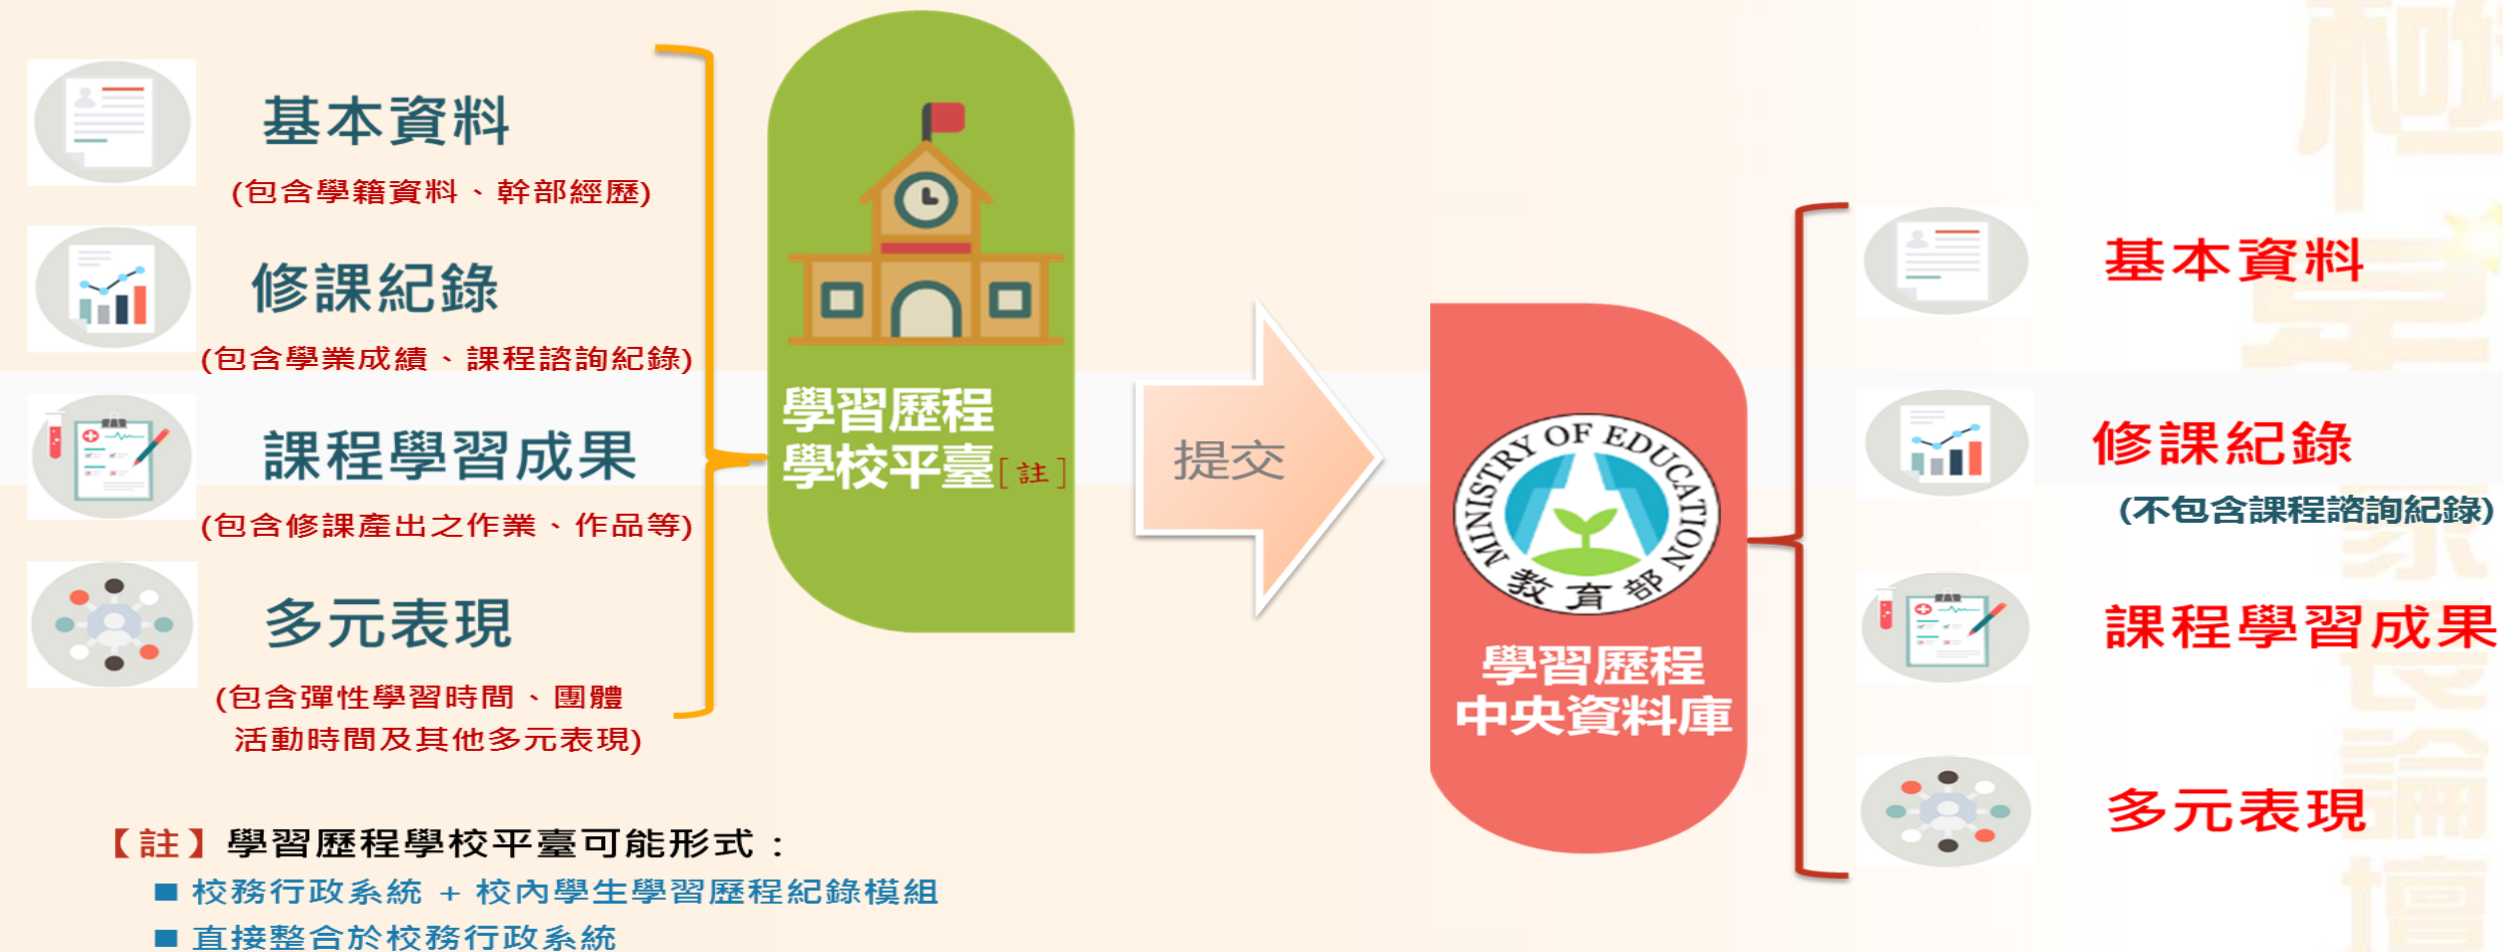 基本資料
(包含學籍資料、幹部經歷)
修課紀錄
(包含學業成績、課程諮詢紀錄)
課程學習成果
(包含修課產出之作業、作品等)
多元表現
(包含彈性學習時間、團體
活動時間及其他多元表現)
學習歷程
學校平臺[註]
提交
MINISTRY OF EDUCATION
教育部
學習歷程
中央資料庫
基本資料
修課紀錄
(不包含課程諮詢紀錄)
課程學習成果
多元表現
【註】學習歷程學校平臺可能形式：
■ 校務行政系統 + 校內學生學習歷程紀錄模組
■ 直接整合於校務行政系統